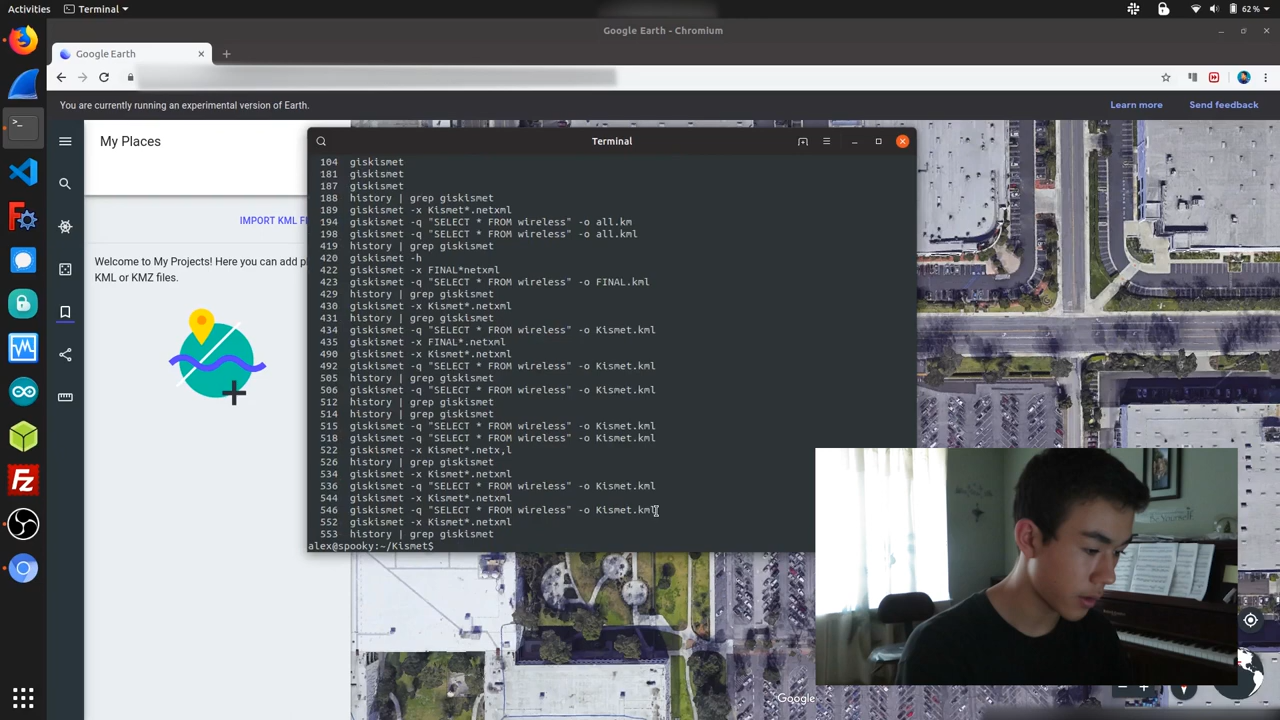 Activities
Terminal
62 %
Google Earth - Chromium
Google Earth
You are currently running an experimental version of Earth.
Learn more
Send feedback
My Places
IMPORT KML FI
Welcome to My Projects! Here you can add p
KML or KMZ files.
Terminal
104 giskismet
181 giskismet
187 giskismet
188 history | grep giskismet
189 giskismet -x Kismet*.netxml
194 giskismet -q "SELECT * FROM wireless" -o all.km
198 giskismet -q "SELECT * FROM wireless" -o all.kml
419 history | grep giskismet
420 giskismet -h
422 giskismet -x FINAL*netxml
423 giskismet -q "SELECT * FROM wireless" -o FINAL.kml
429 history | grep giskismet
430 giskismet -x Kismet*.netxml
431 history | grep giskismet
434 giskismet -q "SELECT * FROM wireless" -o Kismet.kml
435 giskismet -x FINAL*.netxml
490 giskismet -x Kismet*.netxml
492 giskismet -q "SELECT * FROM wireless" -o Kismet.kml
505 history | grep giskismet
506 giskismet -q "SELECT * FROM wireless" -o Kismet.kml
512 history | grep giskismet
514 history | grep giskismet
515 giskismet -q "SELECT * FROM wireless" -o Kismet.kml
518 giskismet -q "SELECT * FROM wireless" -o Kismet.kml
522 giskismet -x Kismet*.netx,l
526 history | grep giskismet
534 giskismet -x Kismet*.netxml
536 giskismet -q "SELECT * FROM wireless" -o Kismet.kml
544 giskismet -x Kismet*.netxml
546 giskismet -q "SELECT * FROM wireless" -o Kismet.kml
552 giskismet -x Kismet*.netxml
553 history | grep giskismet
alex@spooky:~/Kismet$
Google